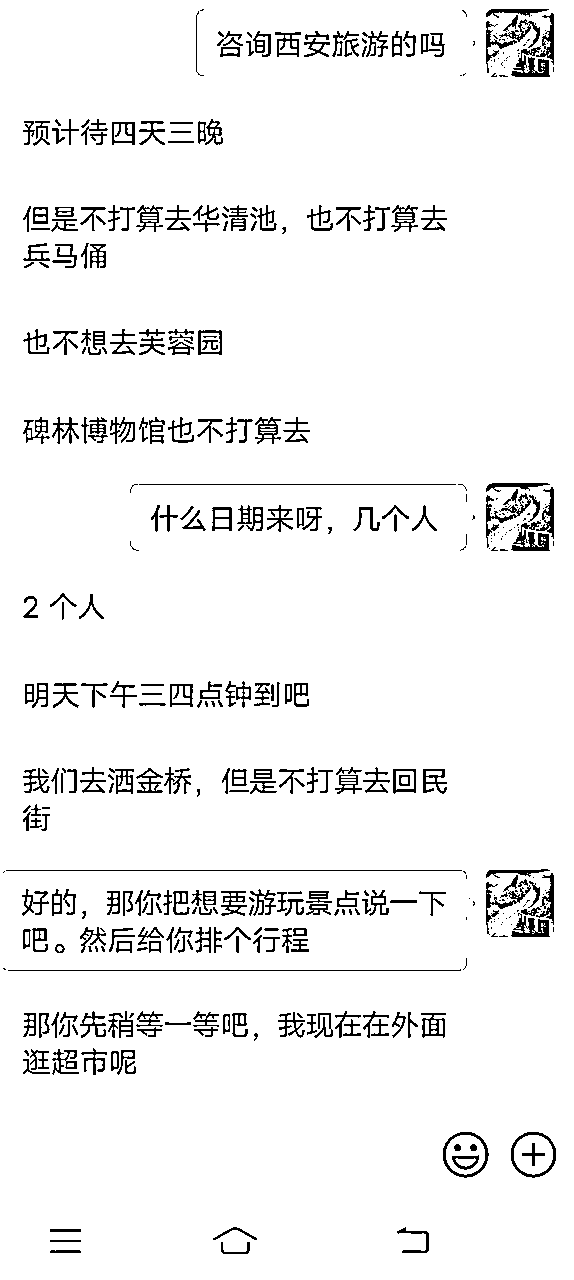 咨询西安旅游的吗
预计待四天三晚
但是不打算去华清池，也不打算去
兵马俑
也不想去芙蓉园
碑林博物馆也不打算去
什么日期来呀，几个人
2 个人
明天下午三四点钟到吧
我们去洒金桥，但是不打算去回民
街
好的，那你把想要游玩景点说一下
吧。然后给你排个行程
那你先稍等一等吧，我现在在外面
逛超市呢